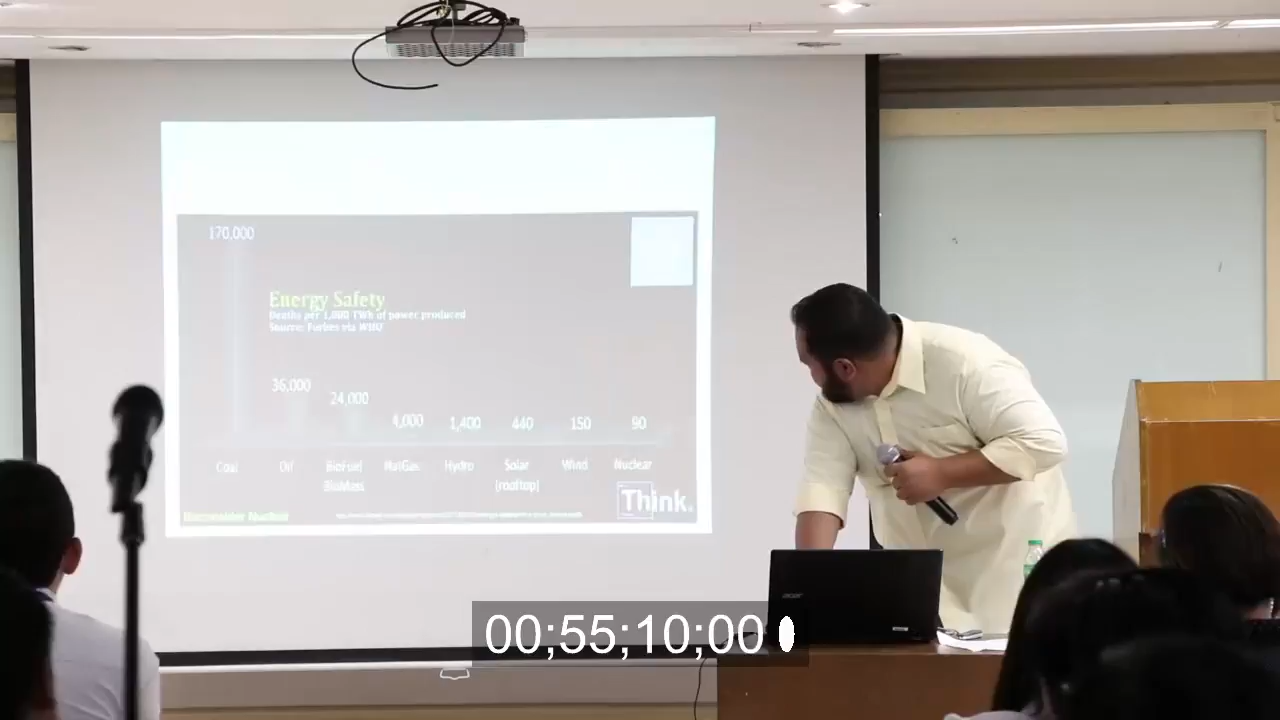 170,000
Energy Safety
Deaths per 1,000 TWh of power produced
Source: Forbes via WHO
36,000
24,000
4,000 1,400 440 150 90
Coal Oil BioFuel NatGas Hydro Solar Wind Nuclear
BioMass (rooftop)
Think.
Reconsider Nuclear
acer
00;55;10;00